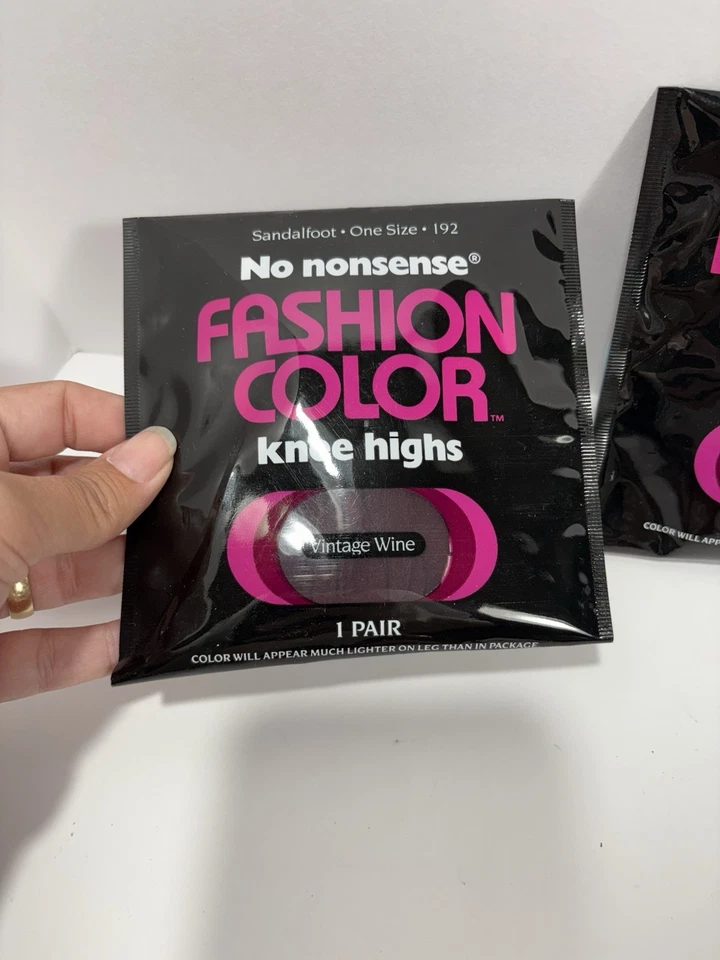 Sandalfoot • One Size • 192
No nonsense®
FASHION
COLOR™
knee highs
Vintage Wine
1 PAIR
COLOR WILL APPEAR MUCH LIGHTER ON LEG THAN IN PACKAGE
COLOR WILL